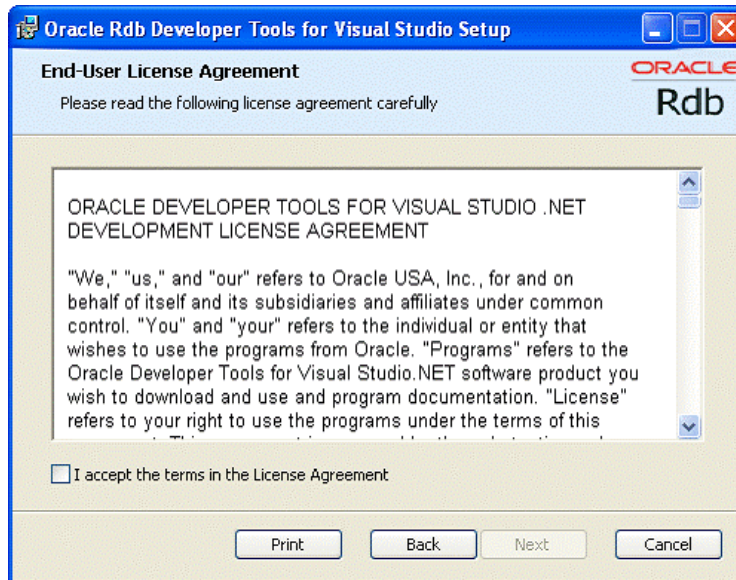 Oracle Rdb Developer Tools for Visual Studio Setup
End-User License Agreement
Please read the following license agreement carefully
ORACLE
Rdb
ORACLE DEVELOPER TOOLS FOR VISUAL STUDIO .NET
DEVELOPMENT LICENSE AGREEMENT
"We," "us," and "our" refers to Oracle USA, Inc., for and on
behalf of itself and its subsidiaries and affiliates under common
control. "You" and "your" refers to the individual or entity that
wishes to use the programs from Oracle. "Programs" refers to the
Oracle Developer Tools for Visual Studio.NET software product you
wish to download and use and program documentation. "License"
refers to your right to use the programs under the terms of this
I accept the terms in the License Agreement
Print
Back
Next
Cancel